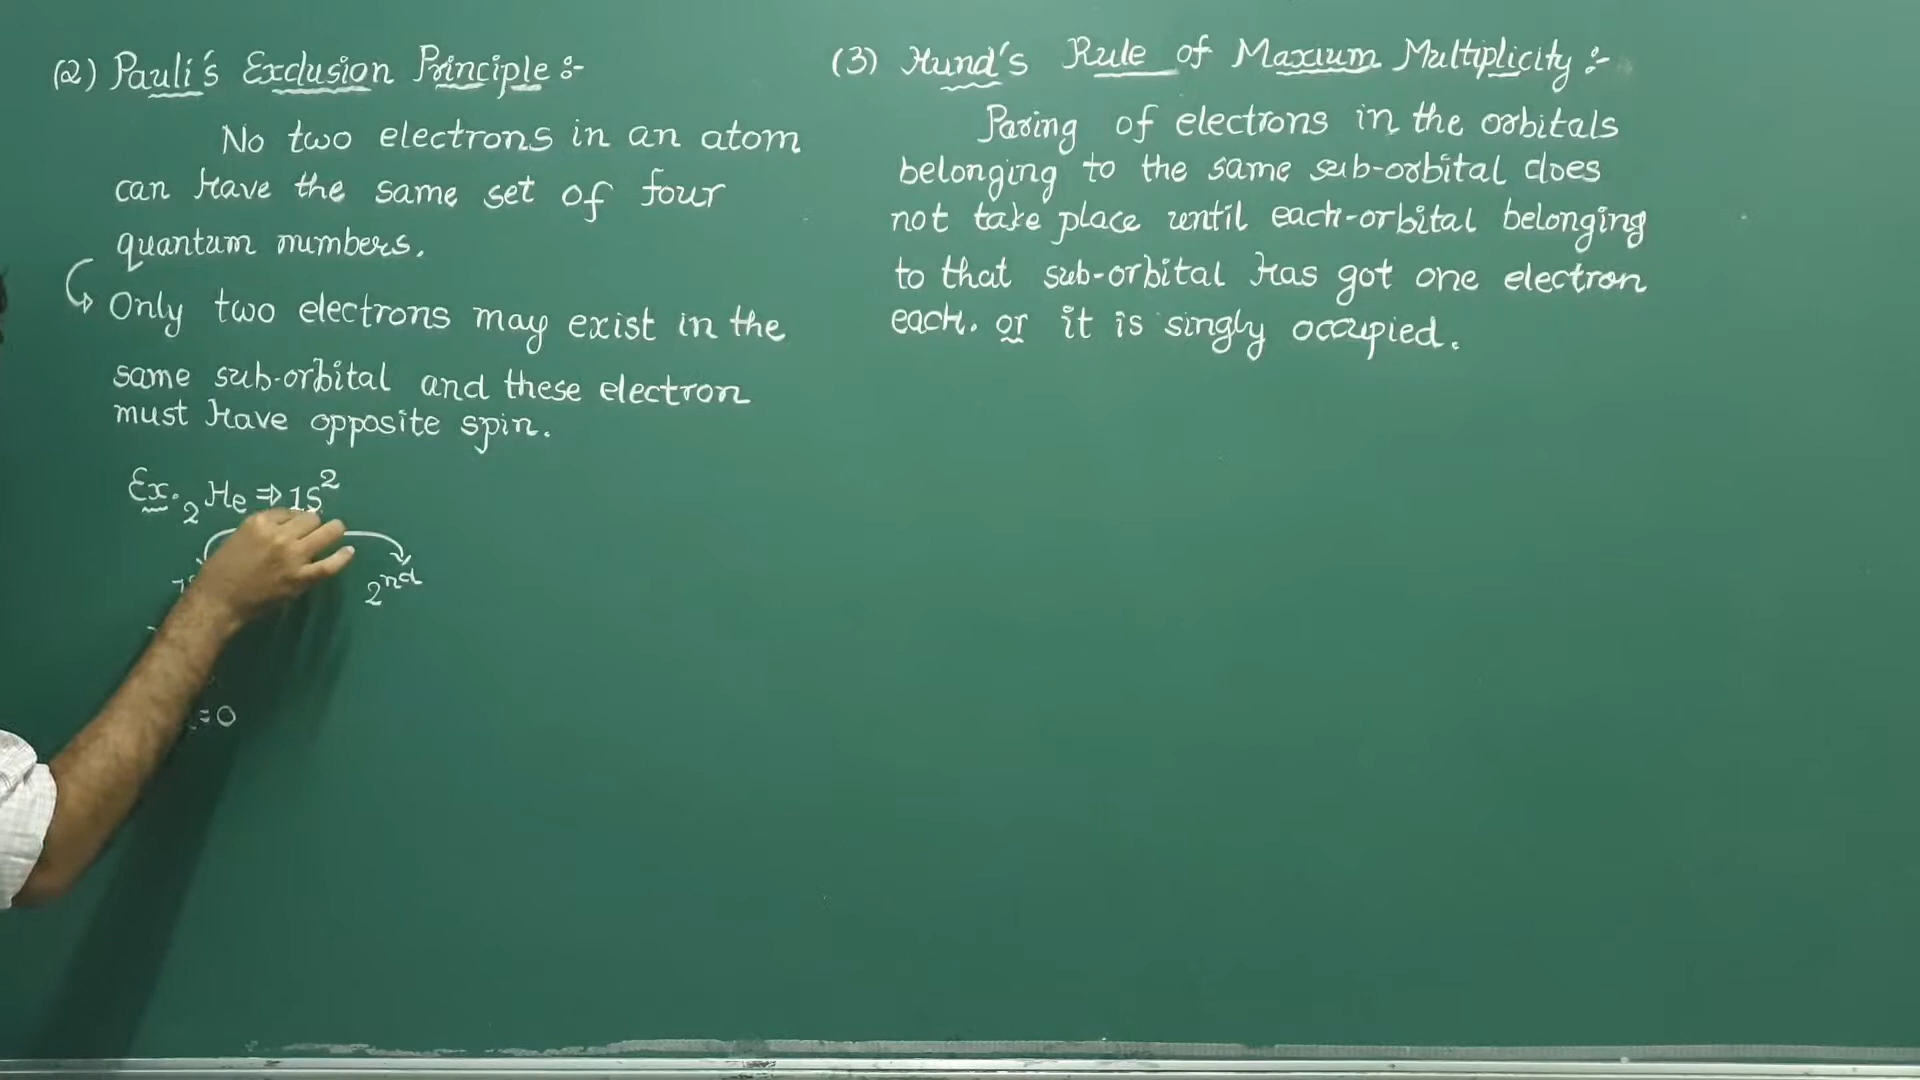 (2) Pauli's Exclusion Principle :-
No two electrons in an atom
can have the same set of four
quantum numbers.
Only two electrons may exist in the
same sub-orbital and these electron
must have opposite spin.
Ex. ₂He ⇒ 1S²
2nd
=0
(3) Hund's Rule of Maxium Multiplicity :-
Paring of electrons in the orbitals
belonging to the same sub-orbital does
not take place until each-orbital belonging
to that sub-orbital has got one electron
each. or it is singly occupied.